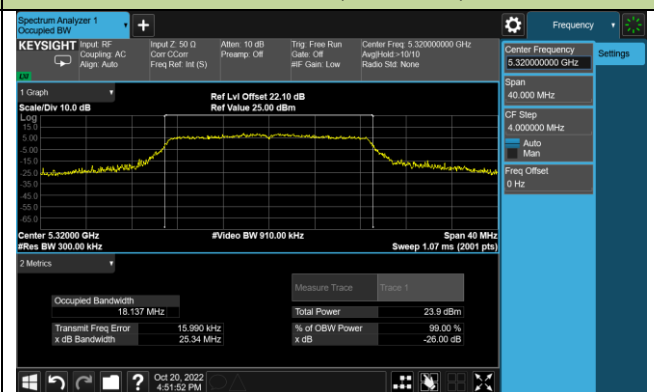 Spectrum Analyzer 1
Occupied BW
+
Frequency
KEYSIGHT
Input: RF
Coupling: AC
Align: Auto
Input Z: 50 Ω
Corr CCorr
Freq Ref: Int (S)
Atten: 10 dB
Preamp: Off
Trig: Free Run
Gate: Off
#IF Gain: Low
Center Freq: 5.320000000 GHz
Avg|Hold:>10/10
Radio Std: None
LXI
Center Frequency
5.320000000 GHz
Settings
Span
40.000 MHz
CF Step
4.000000 MHz
Auto
Man
Freq Offset
0 Hz
1 Graph
Scale/Div 10.0 dB
Ref Lvl Offset 22.10 dB
Ref Value 25.00 dBm
Log
15.0
5.00
-5.00
-15.0
-25.0
-35.0
-45.0
-55.0
-65.0
Center 5.32000 GHz
#Video BW 910.00 kHz
Span 40 MHz
#Res BW 300.00 kHz
Sweep 1.07 ms (2001 pts)
2 Metrics
Measure Trace
Trace 1
Occupied Bandwidth
18.137 MHz
Total Power
23.9 dBm
Transmit Freq Error
15.990 kHz
% of OBW Power
99.00 %
x dB Bandwidth
25.34 MHz
x dB
-26.00 dB
?
Oct 20, 2022
4:51:52 PM